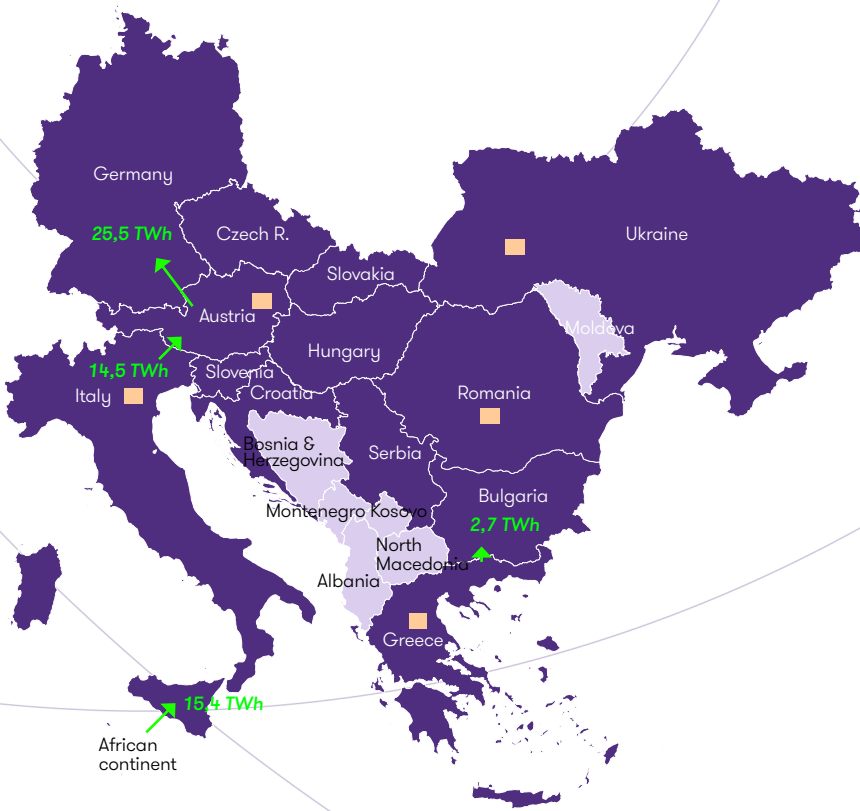 Germany
25,5 TWh
Czech R.
Ukraine
Slovakia
Austria
Moldova
Hungary
14,5 TWh
Slovenia
Italy
Croatia
Romania
Bosnia &
Herzegovina
Serbia
Bulgaria
Montenegro
Kosovo
2,7 TWh
North
Macedonia
Albania
Greece
15,4 TWh
African
continent